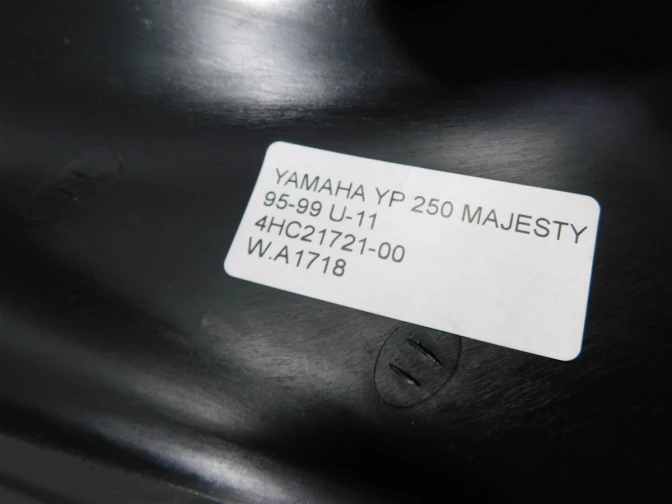 YAMAHA YP 250 MAJESTY
95-99 U-11
4HC21721-00
W.A1718